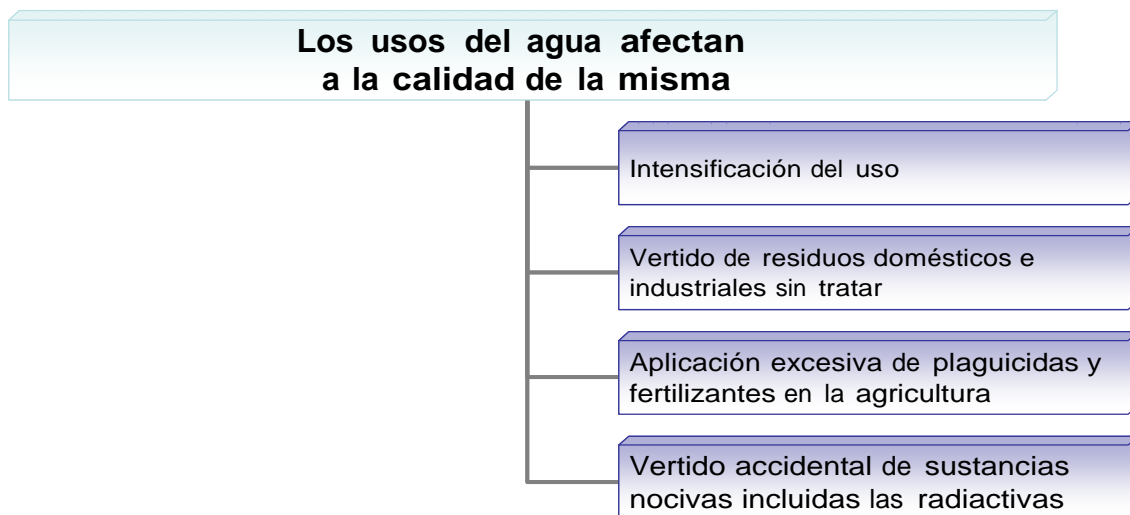 Los usos del agua afectan
a la calidad de la misma
Intensificación del uso
Vertido de residuos domésticos e
industriales sin tratar
Aplicación excesiva de plaguicidas y
fertilizantes en la agricultura
Vertido accidental de sustancias
nocivas incluidas las radiactivas